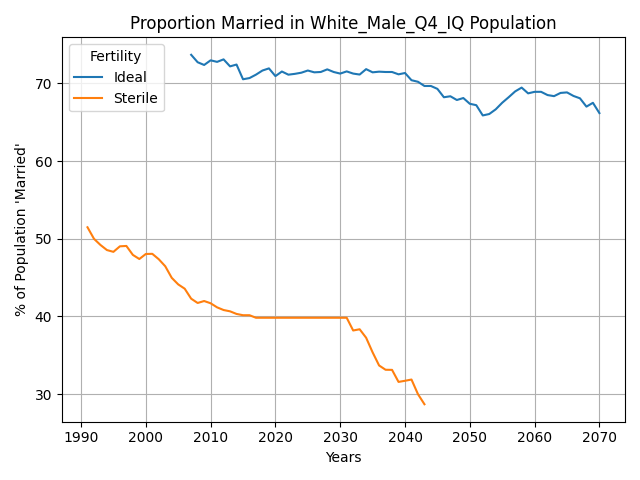 Proportion Married in White_Male_Q4_IQ Population
Fertility
Ideal
Sterile
% of Population 'Married'
70
60
50
40
30
1990 2000 2010 2020 2030 2040 2050 2060 2070
Years